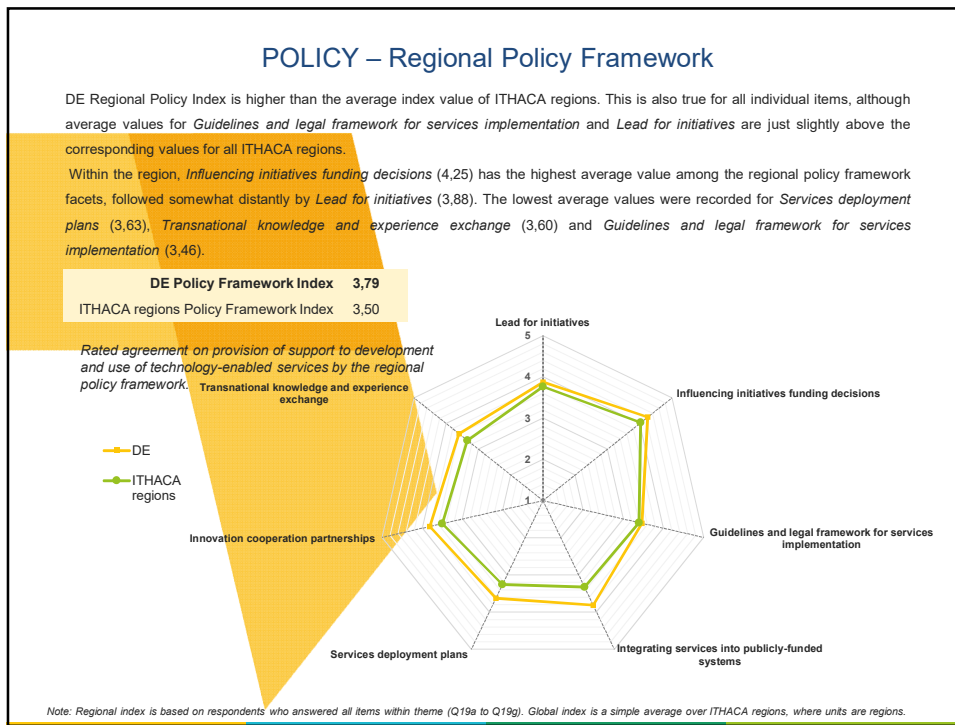 POLICY – Regional Policy Framework
DE Regional Policy Index is higher than the average index value of ITHACA regions. This is also true for all individual items, although
average values for Guidelines and legal framework for services implementation and Lead for initiatives are just slightly above the
corresponding values for all ITHACA regions.
Within the region, Influencing initiatives funding decisions (4,25) has the highest average value among the regional policy framework
facets, followed somewhat distantly by Lead for initiatives (3,88). The lowest average values were recorded for Services deployment
plans (3,63), Transnational knowledge and experience exchange (3,60) and Guidelines and legal framework for services
implementation (3,46).
DE Policy Framework Index 3,79
ITHACA regions Policy Framework Index 3,50
Rated agreement on provision of support to development
and use of technology-enabled services by the regional
policy framework.
Lead for initiatives
5
4
3
2
1
Influencing initiatives funding decisions
Guidelines and legal framework for services
implementation
Integrating services into publicly-funded
systems
Services deployment plans
Innovation cooperation partnerships
Transnational knowledge and experience
exchange
DE
ITHACA
regions
Note: Regional index is based on respondents who answered all items within theme (Q19a to Q19g). Global index is a simple average over ITHACA regions, where units are regions.